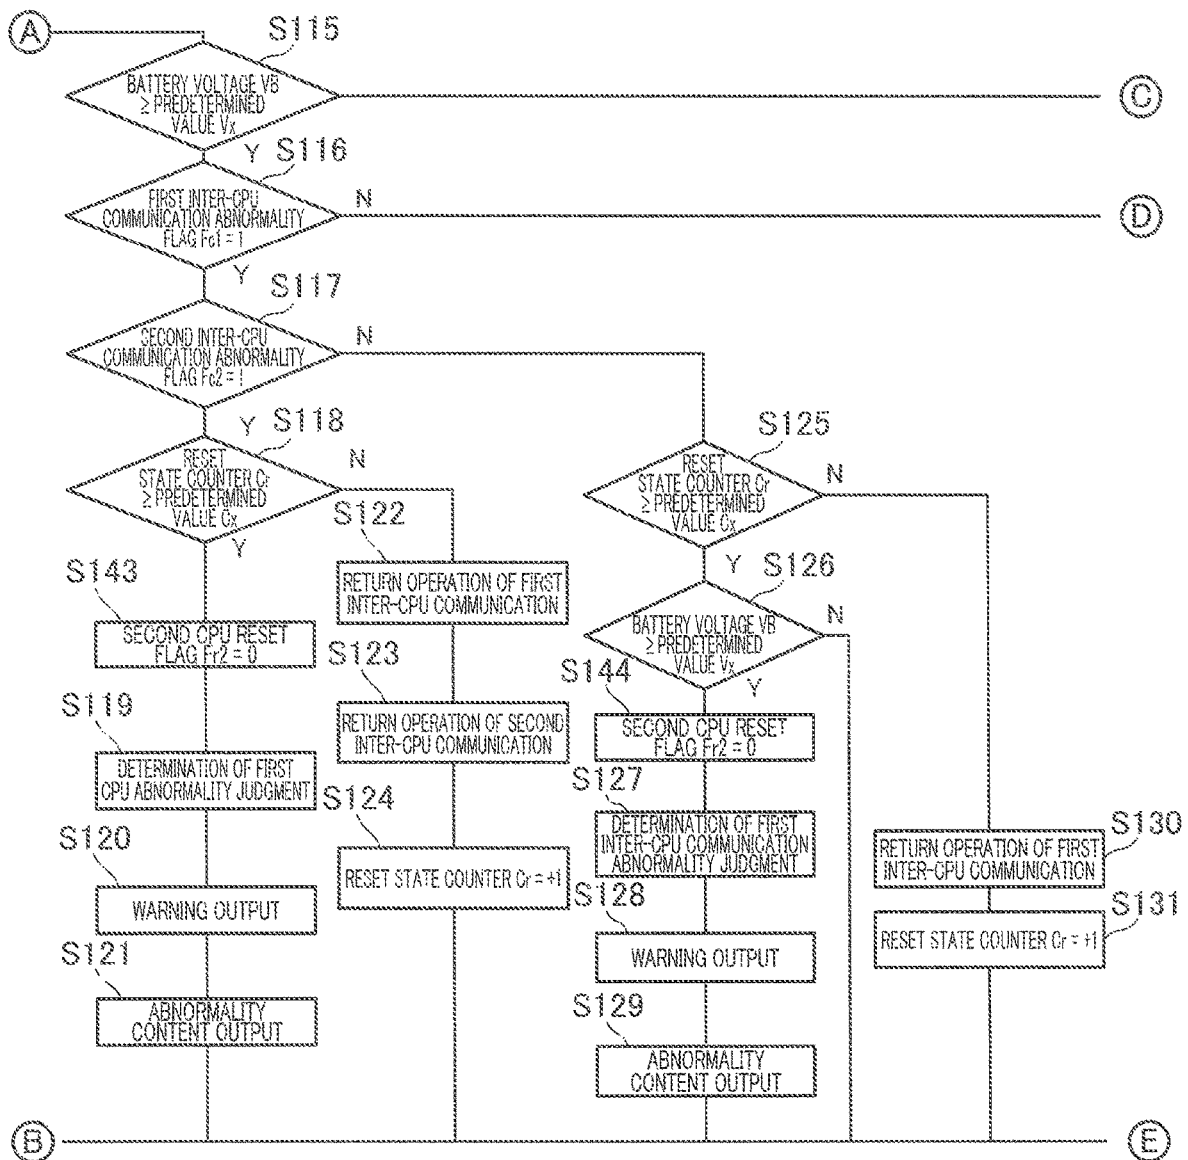 A
S115
BATTERY VOLTAGE VB
≥ PREDETERMINED
VALUE Vx
C
Y
S116
FIRST INTER-CPU
COMMUNICATION ABNORMALITY
FLAG Fc1 = 1
N
D
Y
S117
SECOND INTER-CPU
COMMUNICATION ABNORMALITY
FLAG Fc2 = 1
N
Y
S118
RESET
STATE COUNTER Cr
≥ PREDETERMINED
VALUE Cx
N
Y
S125
RESET
STATE COUNTER Cr
≥ PREDETERMINED
VALUE Cx
N
Y
S122
RETURN OPERATION OF FIRST
INTER-CPU COMMUNICATION
S143
SECOND CPU RESET
FLAG Fr2 = 0
S126
BATTERY VOLTAGE VB
≥ PREDETERMINED
VALUE Vx
N
Y
S123
RETURN OPERATION OF SECOND
INTER-CPU COMMUNICATION
S144
SECOND CPU RESET
FLAG Fr2 = 0
S119
DETERMINATION OF FIRST
CPU ABNORMALITY JUDGMENT
S124
RESET STATE COUNTER Cr = +1
S127
DETERMINATION OF FIRST
INTER-CPU COMMUNICATION
ABNORMALITY JUDGMENT
S130
RETURN OPERATION OF FIRST
INTER-CPU COMMUNICATION
S120
WARNING OUTPUT
S128
WARNING OUTPUT
S131
RESET STATE COUNTER Cr = +1
S121
ABNORMALITY
CONTENT OUTPUT
S129
ABNORMALITY
CONTENT OUTPUT
B
E